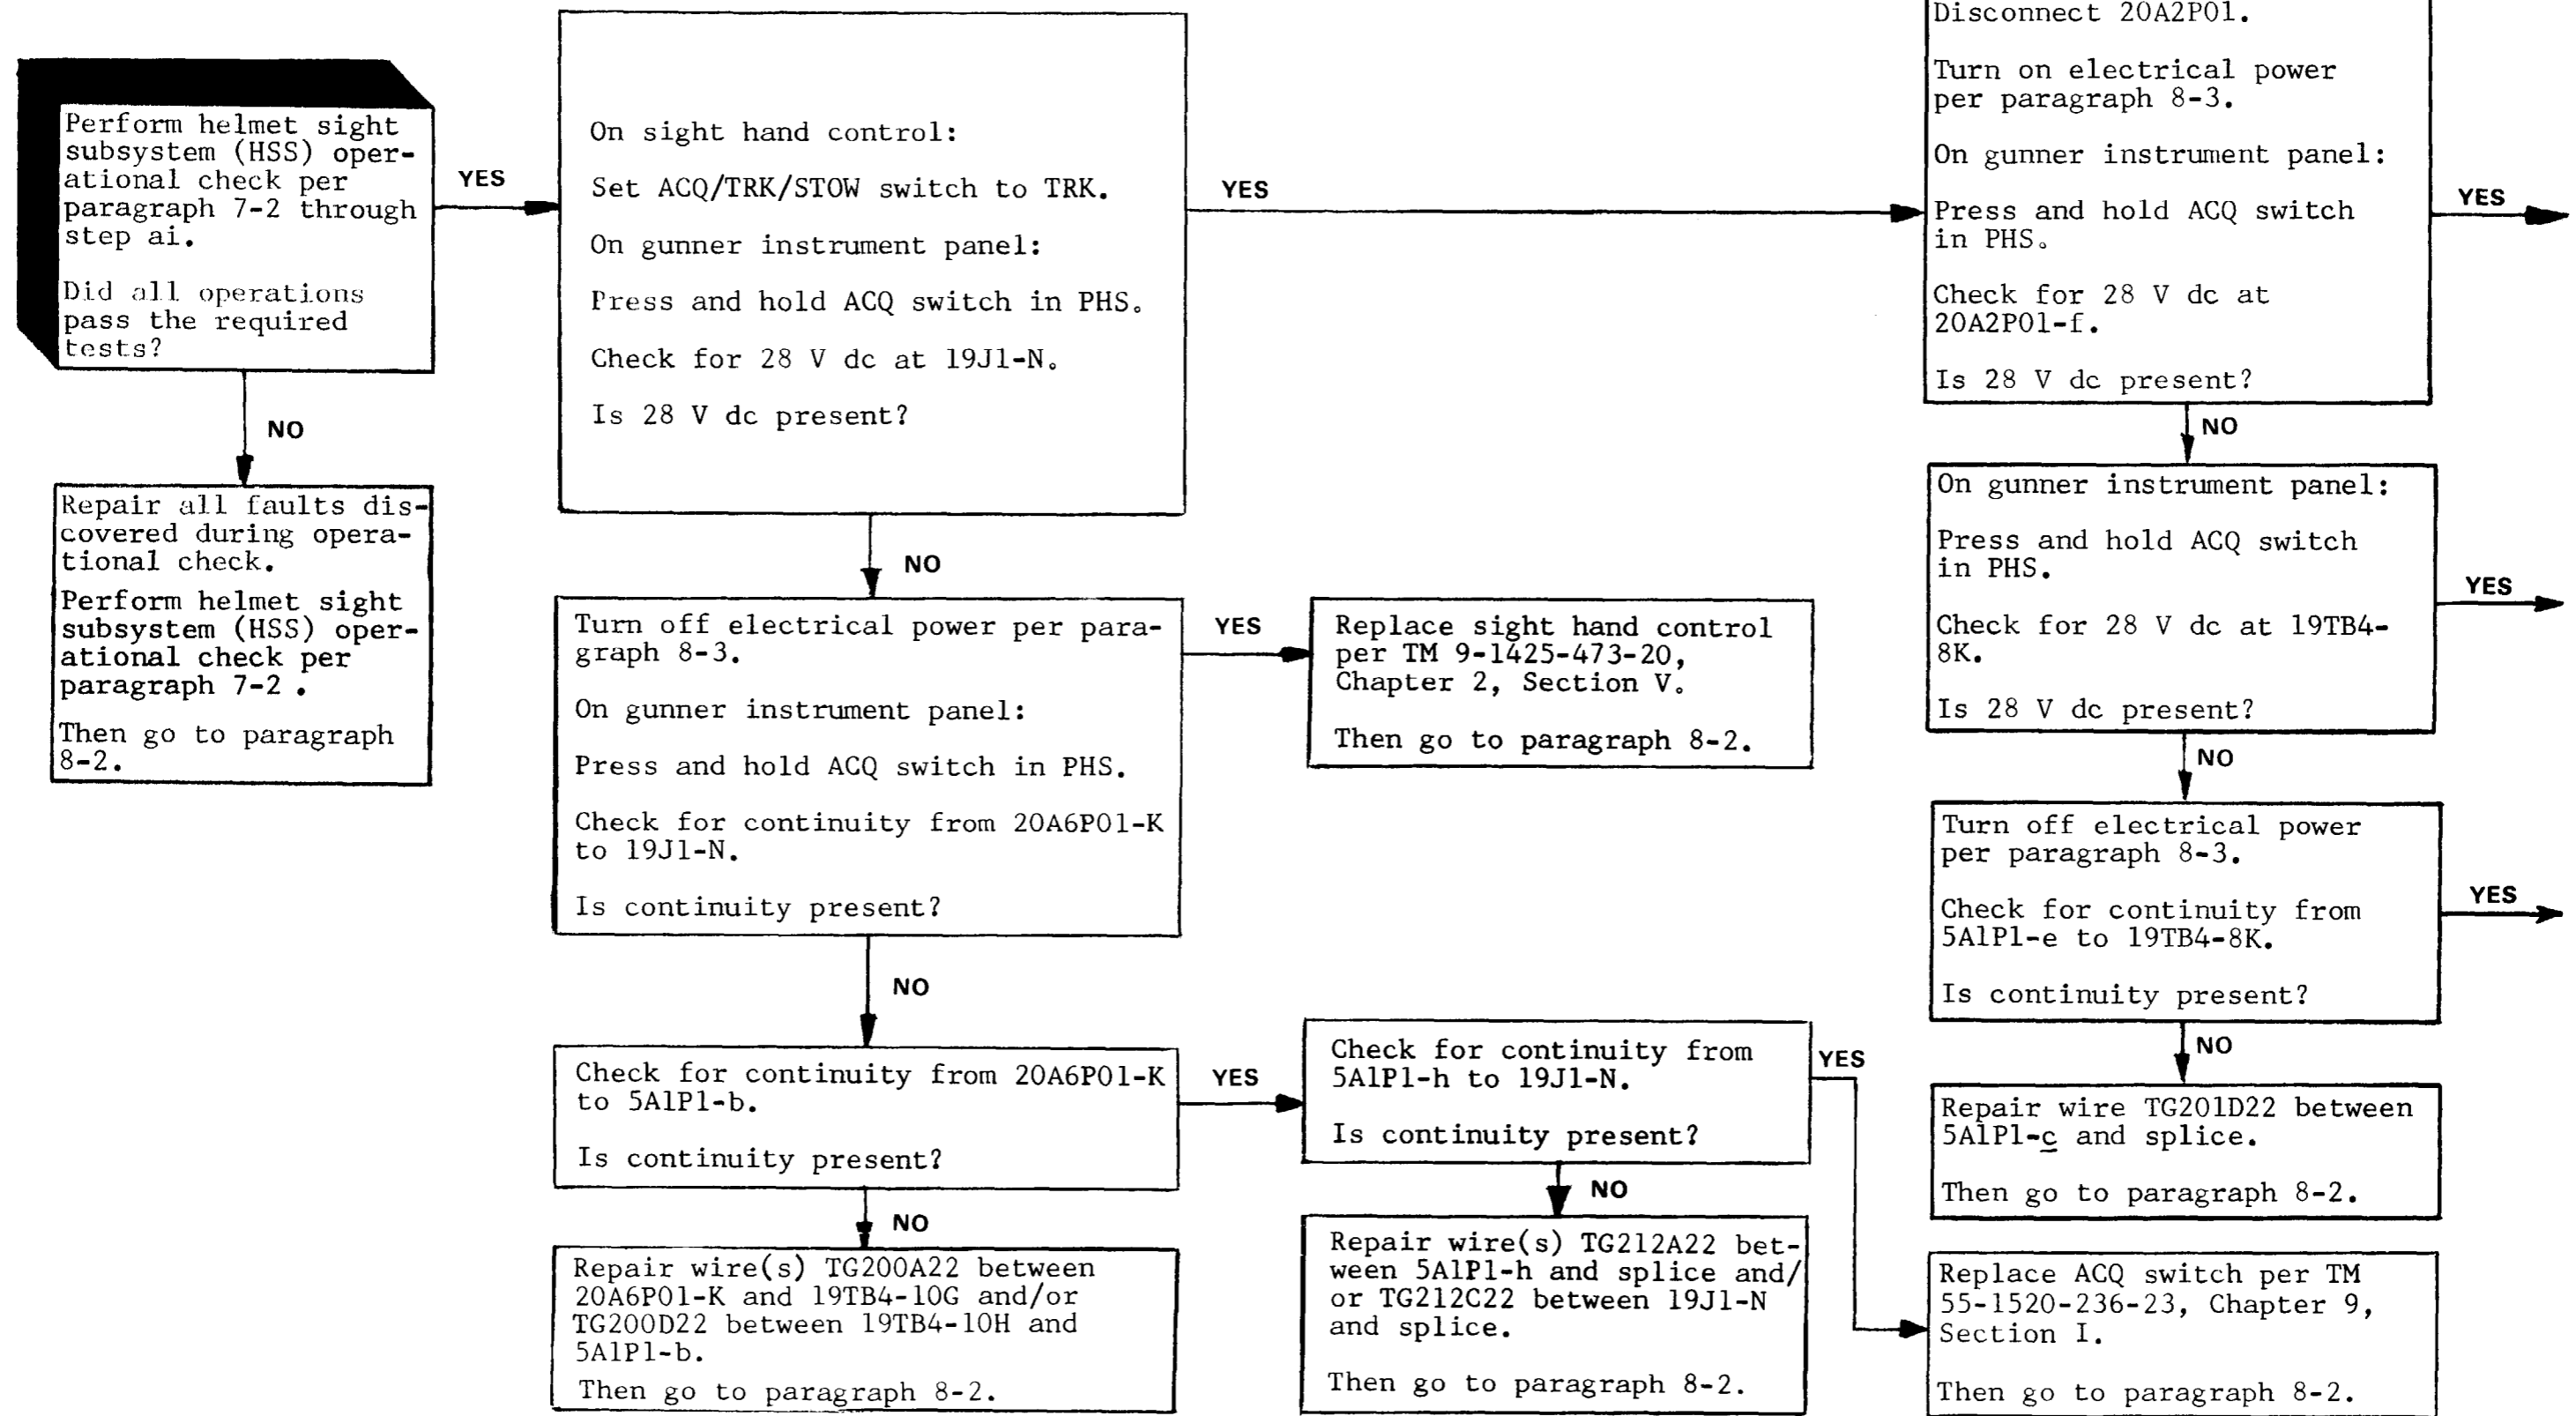 Perform helmet sight
subsystem (HSS) oper-
ational check per
paragraph 7-2 through
step ai.
Did all operations
pass the required
tests?
YES
NO
Repair all faults dis-
covered during opera-
tional check.
Perform helmet sight
subsystem (HSS) oper-
ational check per
paragraph 7-2 .
Then go to paragraph
8-2.
On sight hand control:
Set ACQ/TRK/STOW switch to TRK.
On gunner instrument panel:
Press and hold ACQ switch in PHS.
Check for 28 V dc at 19J1-N.
Is 28 V dc present?
YES
NO
Turn off electrical power per para-
graph 8-3.
On gunner instrument panel:
Press and hold ACQ switch in PHS.
Check for continuity from 20A6P01-K
to 19J1-N.
Is continuity present?
YES
NO
Replace sight hand control
per TM 9-1425-473-20,
Chapter 2, Section V.
Then go to paragraph 8-2.
Check for continuity from 20A6P01-K
to 5A1P1-b.
Is continuity present?
YES
NO
Repair wire(s) TG200A22 between
20A6P01-K and 19TB4-10G and/or
TG200D22 between 19TB4-10H and
5A1P1-b.
Then go to paragraph 8-2.
Check for continuity from
5A1P1-h to 19J1-N.
Is continuity present?
YES
NO
Repair wire(s) TG212A22 bet-
ween 5A1P1-h and splice and/
or TG212C22 between 19J1-N
and splice.
Then go to paragraph 8-2.
Disconnect 20A2P01.
Turn on electrical power
per paragraph 8-3.
On gunner instrument panel:
Press and hold ACQ switch
in PHS.
Check for 28 V dc at
20A2P01-f.
Is 28 V dc present?
YES
NO
On gunner instrument panel:
Press and hold ACQ switch
in PHS.
Check for 28 V dc at 19TB4-
8K.
Is 28 V dc present?
YES
NO
Turn off electrical power
per paragraph 8-3.
Check for continuity from
5A1P1-e to 19TB4-8K.
Is continuity present?
YES
NO
Repair wire TG201D22 between
5A1P1-c and splice.
Then go to paragraph 8-2.
Replace ACQ switch per TM
55-1520-236-23, Chapter 9,
Section I.
Then go to paragraph 8-2.